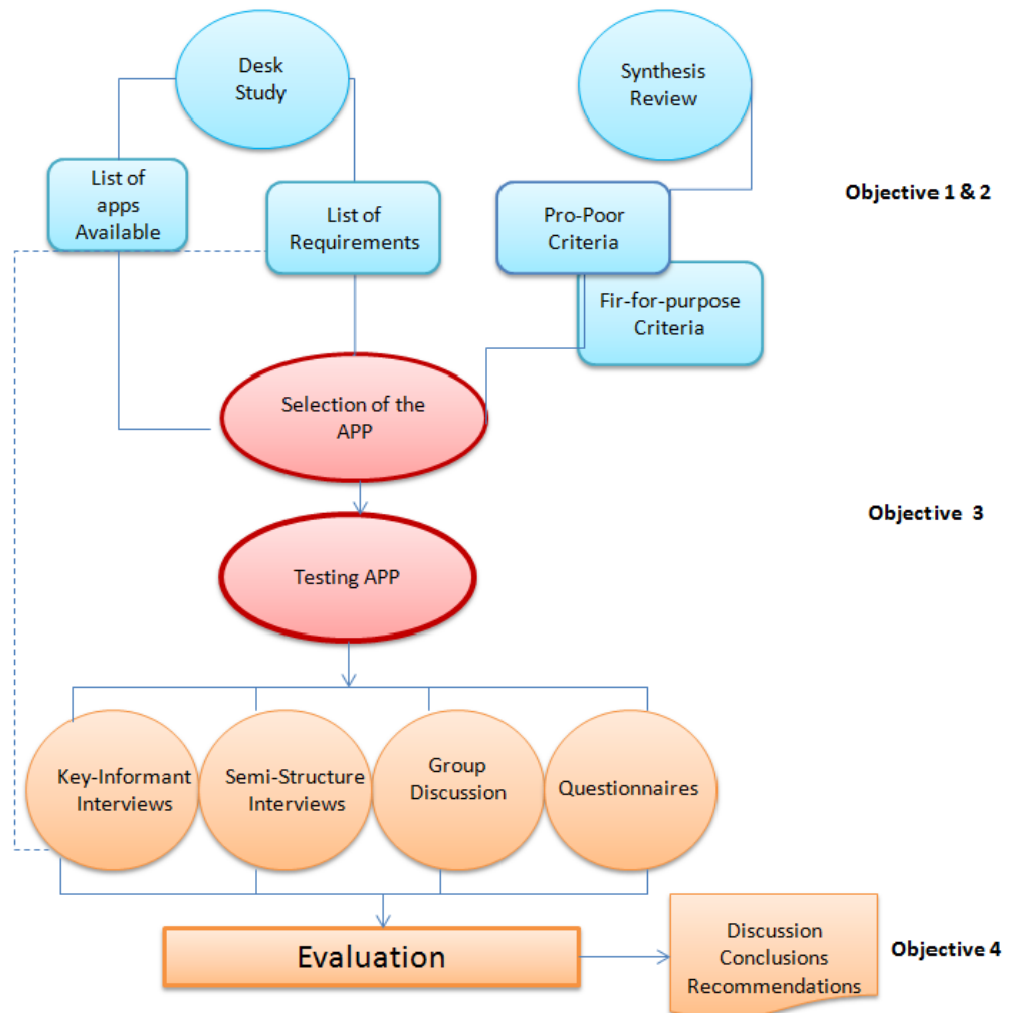 Desk
Study
Synthesis
Review
List of
apps
Available
List of
Requirements
Pro-Poor
Criteria
Objective 1 & 2
Fir-for-purpose
Criteria
Selection of the
APP
Objective 3
Testing APP
Key-Informant
Interviews
Semi-Structure
Interviews
Group
Discussion
Questionnaires
Evaluation
Discussion
Conclusions
Recommendations
Objective 4